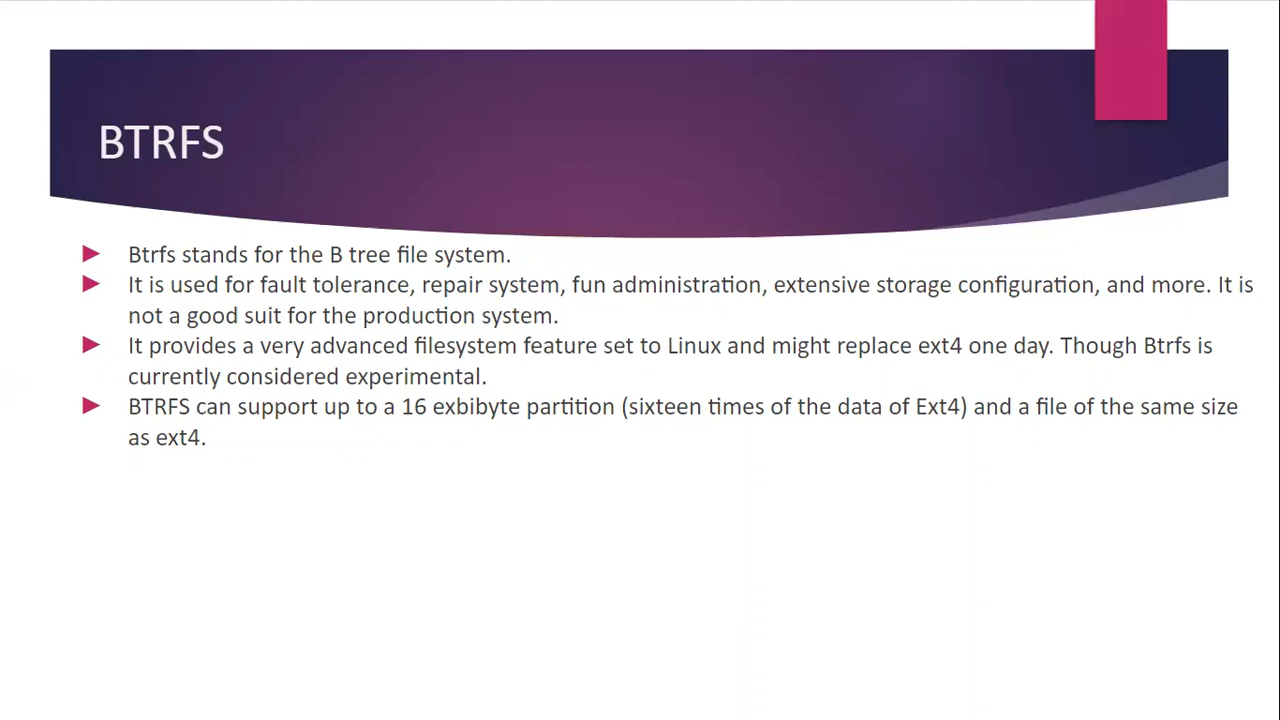 BTRFS
Btrfs stands for the B tree file system.
It is used for fault tolerance, repair system, fun administration, extensive storage configuration, and more. It is
not a good suit for the production system.
It provides a very advanced filesystem feature set to Linux and might replace ext4 one day. Though Btrfs is
currently considered experimental.
BTRFS can support up to a 16 exbibyte partition (sixteen times of the data of Ext4) and a file of the same size
as ext4.